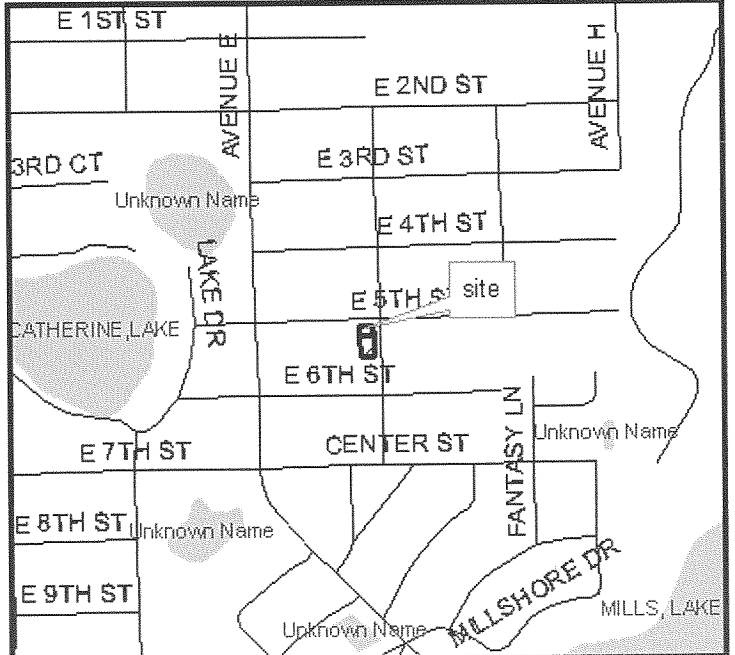 E 1ST ST
AVENUE E
AVENUE H
E 2ND ST
3RD CT
E 3RD ST
Unknown Name
E 4TH ST
LAKE DR
E 5TH
site
CATHERINE,LAKE
E 6TH ST
FANTASY LN
Unknown Name
E 7TH ST
CENTER ST
E 8TH ST
Unknown Name
MILLSHORE DR
E 9TH ST
MILLS, LAKE
Unknown Name